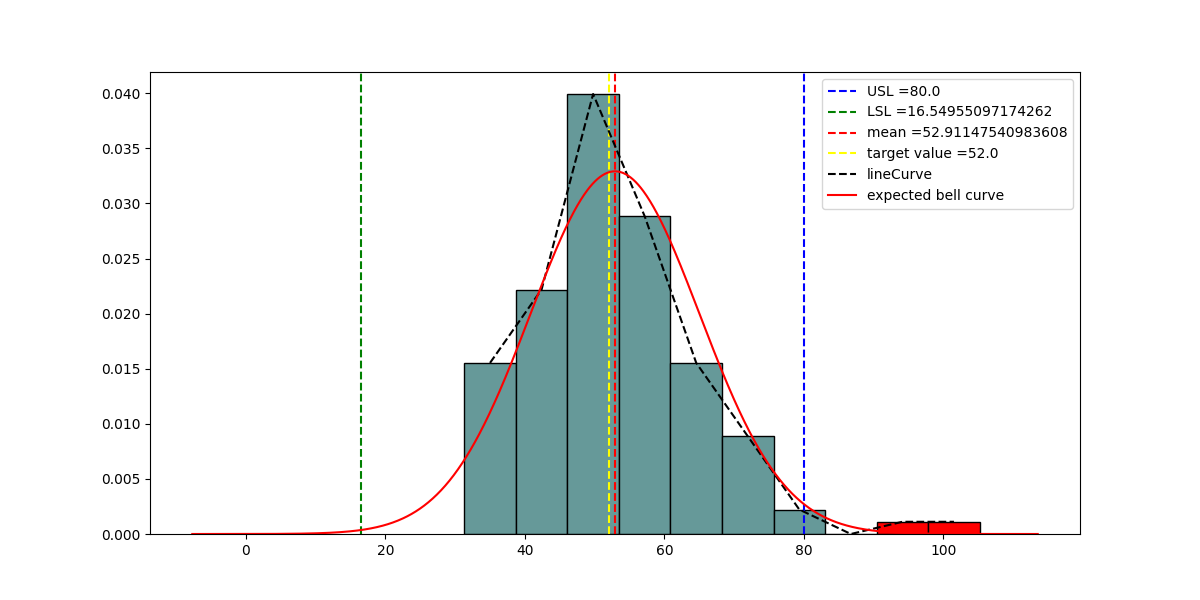 0.040
0.035
0.030
0.025
0.020
0.015
0.010
0.005
0.000
0 20 40 60 80 100
USL =80.0
LSL =16.54955097174262
mean =52.91147540983608
target value =52.0
lineCurve
expected bell curve